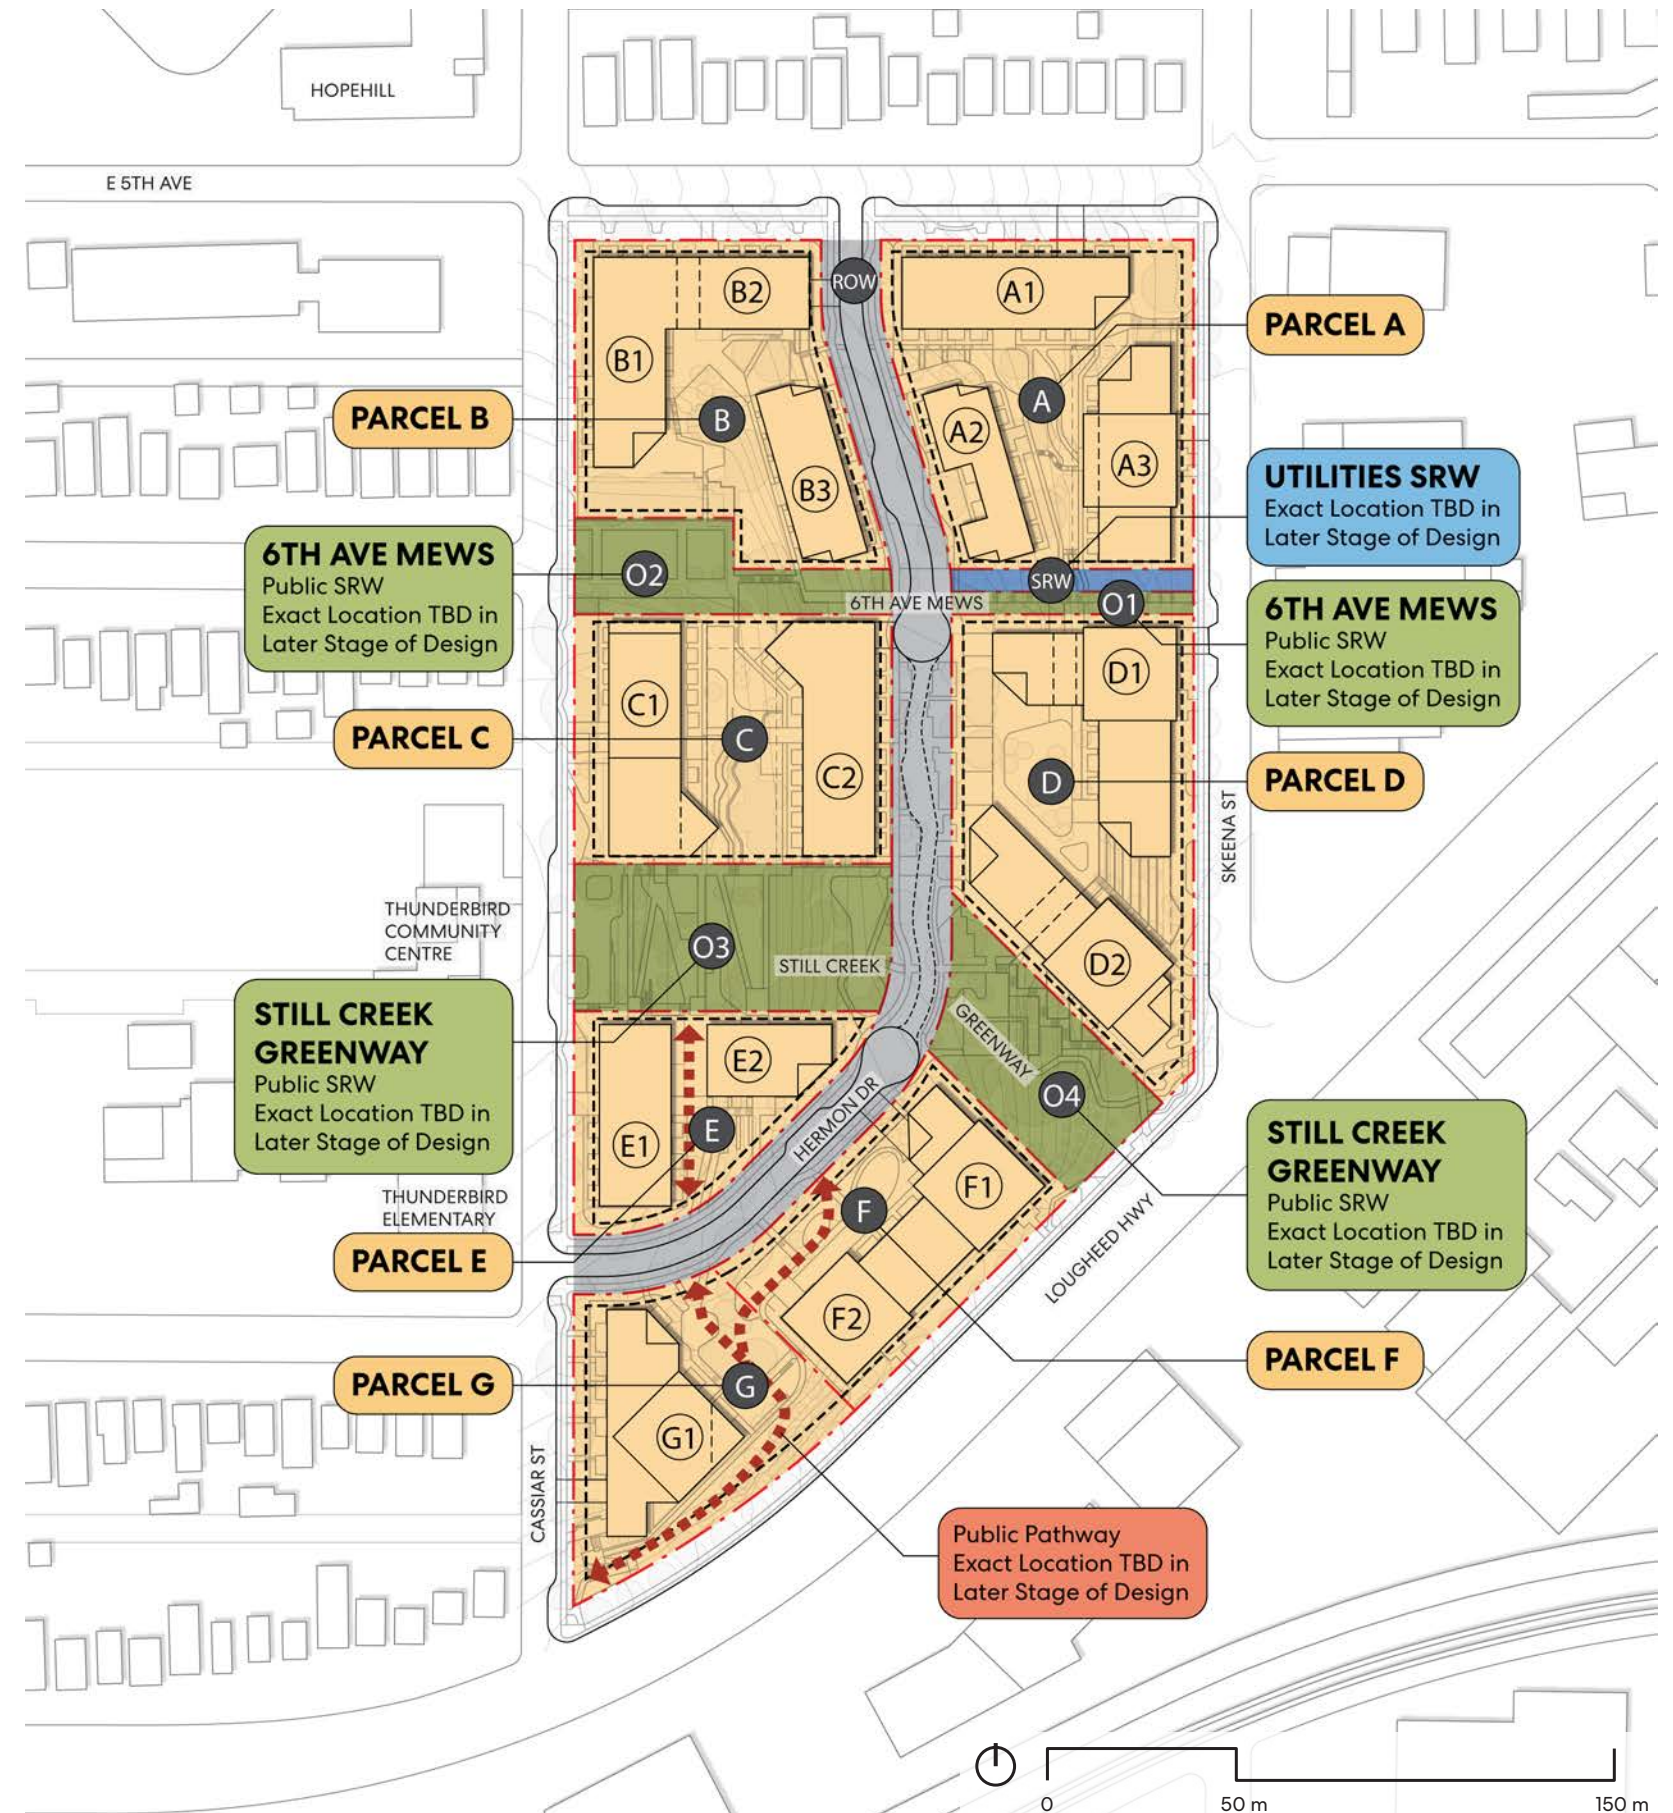 HOPEHILL
E 5TH AVE
ROW
B2
A1
B1
PARCEL A
A
B
PARCEL B
A2
A3
B3
UTILITIES SRW
Exact Location TBD in
Later Stage of Design
6TH AVE MEWS
Public SRW
Exact Location TBD in
Later Stage of Design
O2
SRW
O1
6TH AVE MEWS
6TH AVE MEWS
Public SRW
Exact Location TBD in
Later Stage of Design
D1
C1
C
C2
PARCEL C
D
PARCEL D
SKEENA ST
THUNDERBIRD
COMMUNITY
CENTRE
O3
STILL CREEK
D2
STILL CREEK
GREENWAY
Public SRW
Exact Location TBD in
Later Stage of Design
GREENWAY
E2
O4
E
E1
HERMON DR
STILL CREEK
GREENWAY
Public SRW
Exact Location TBD in
Later Stage of Design
THUNDERBIRD
ELEMENTARY
F1
F
PARCEL E
LOUGHEED HWY
F2
PARCEL F
PARCEL G
G
G1
CASSIAR ST
Public Pathway
Exact Location TBD in
Later Stage of Design
0
50 m
150 m